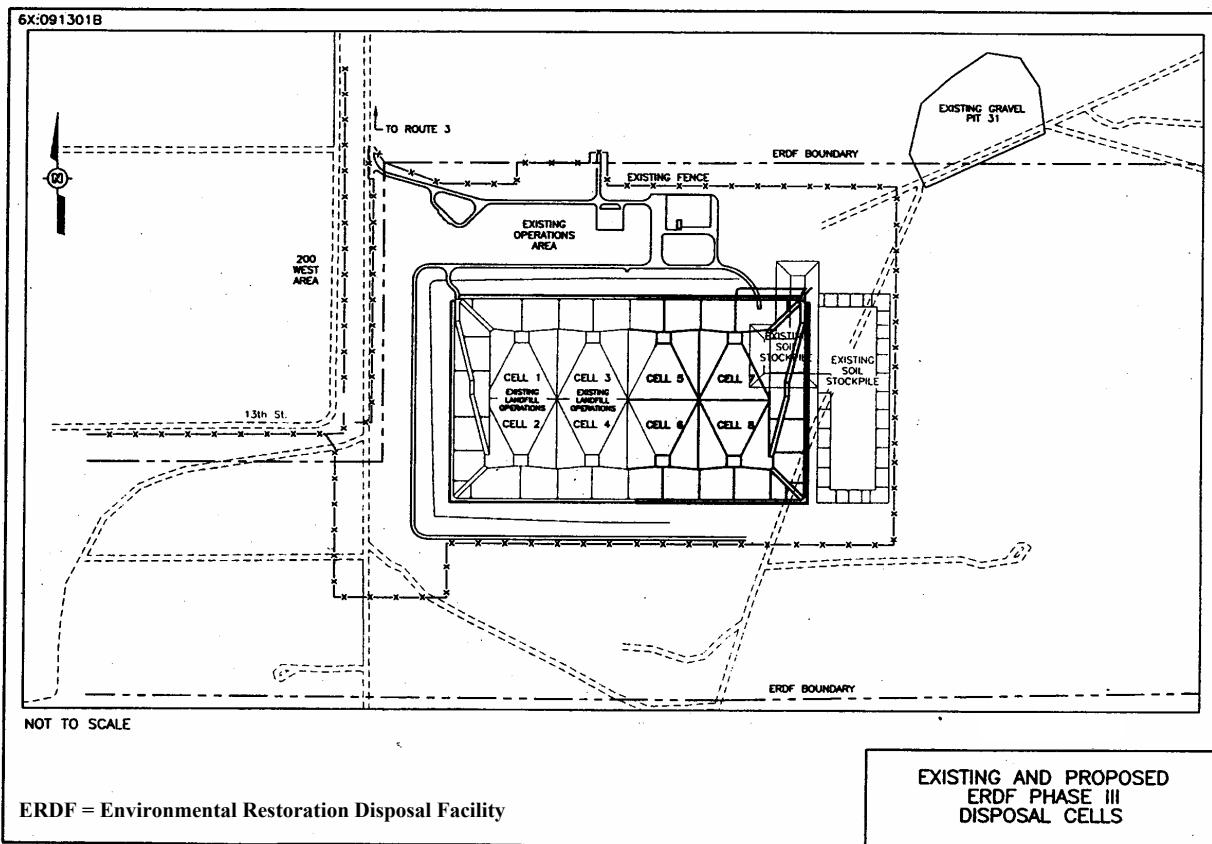 6X:091301B
EXISTING GRAVEL
PIT 31
TO ROUTE 3
ERDF BOUNDARY
EXISTING FENCE
EXISTING
OPERATIONS
AREA
200
WEST
AREA
EXISTING
SOIL
STOCKPILE
EXISTING
SOIL
STOCKPILE
CELL 1
CELL 3
CELL 5
CELL 7
EXISTING
LANDFILL
OPERATIONS
EXISTING
LANDFILL
OPERATIONS
CELL 2
CELL 4
CELL 6
CELL 8
13th St.
ERDF BOUNDARY
NOT TO SCALE
ERDF = Environmental Restoration Disposal Facility
EXISTING AND PROPOSED
ERDF PHASE III
DISPOSAL CELLS